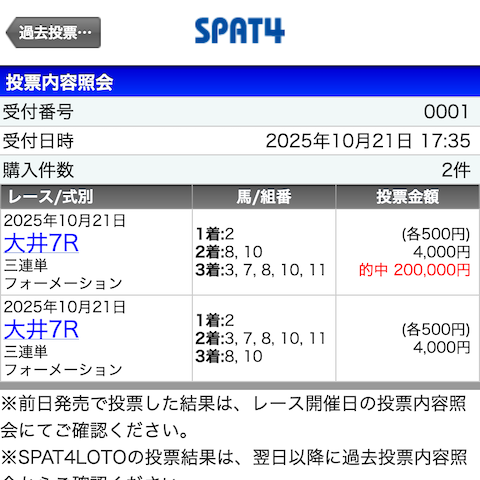 過去投票…
SPAT4
投票内容照会
受付番号 0001
受付日時 2025年10月21日 17:35
購入件数 2件
レース/式別 馬/組番 投票金額
2025年10月21日
大井7R
三連単
フォーメーション
1着:2
2着:8, 10
3着:3, 7, 8, 10, 11
(各500円)
4,000円
的中 200,000円
2025年10月21日
大井7R
三連単
フォーメーション
1着:2
2着:3, 7, 8, 10, 11
3着:8, 10
(各500円)
4,000円
※前日発売で投票した結果は、レース開催日の投票内容照
会にてご確認ください。
※SPAT4LOTOの投票結果は、翌日以降に過去投票内容照